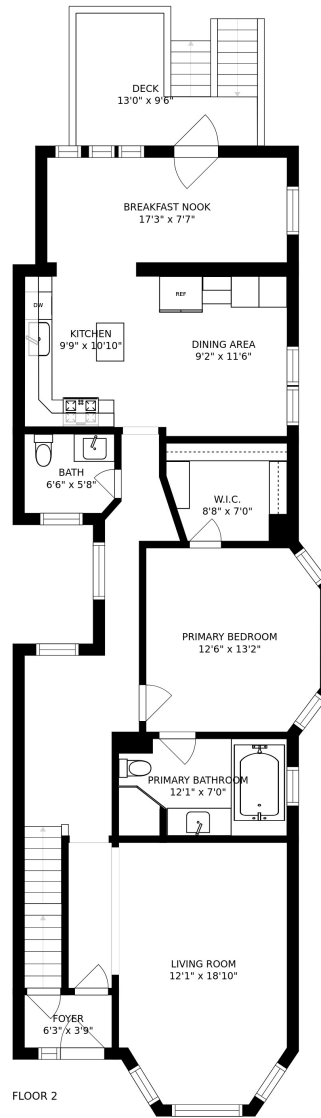 DECK
13'0" x 9'6"
BREAKFAST NOOK
17'3" x 7'7"
DW
REF
KITCHEN
9'9" x 10'10"
DINING AREA
9'2" x 11'6"
BATH
6'6" x 5'8"
W.I.C.
8'8" x 7'0"
PRIMARY BEDROOM
12'6" x 13'2"
PRIMARY BATHROOM
12'1" x 7'0"
LIVING ROOM
12'1" x 18'10"
FOYER
6'3" x 3'9"
FLOOR 2